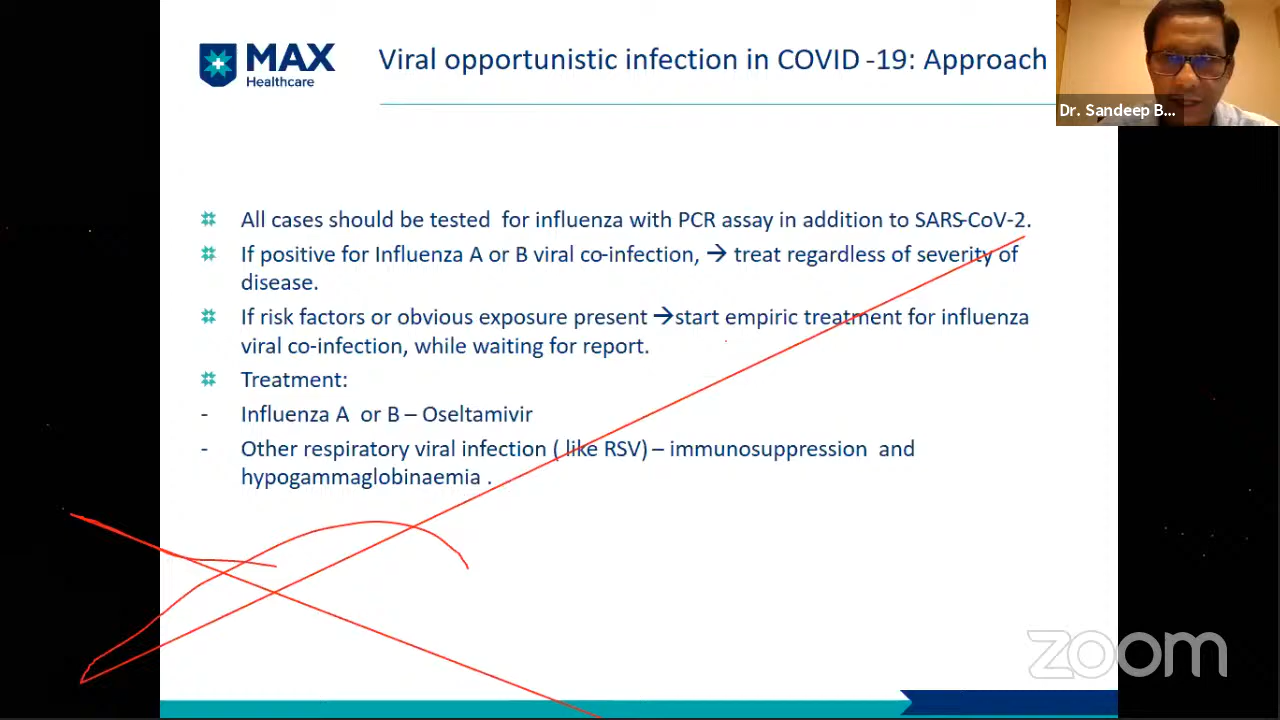 MAX
Healthcare
Viral opportunistic infection in COVID -19: Approach
Dr. Sandeep B...
All cases should be tested for influenza with PCR assay in addition to SARS-CoV-2.
If positive for Influenza A or B viral co-infection, → treat regardless of severity of
disease.
If risk factors or obvious exposure present →start empiric treatment for influenza
viral co-infection, while waiting for report.
Treatment:
- Influenza A or B – Oseltamivir
- Other respiratory viral infection ( like RSV) – immunosuppression and
hypogammaglobinaemia .
zoom